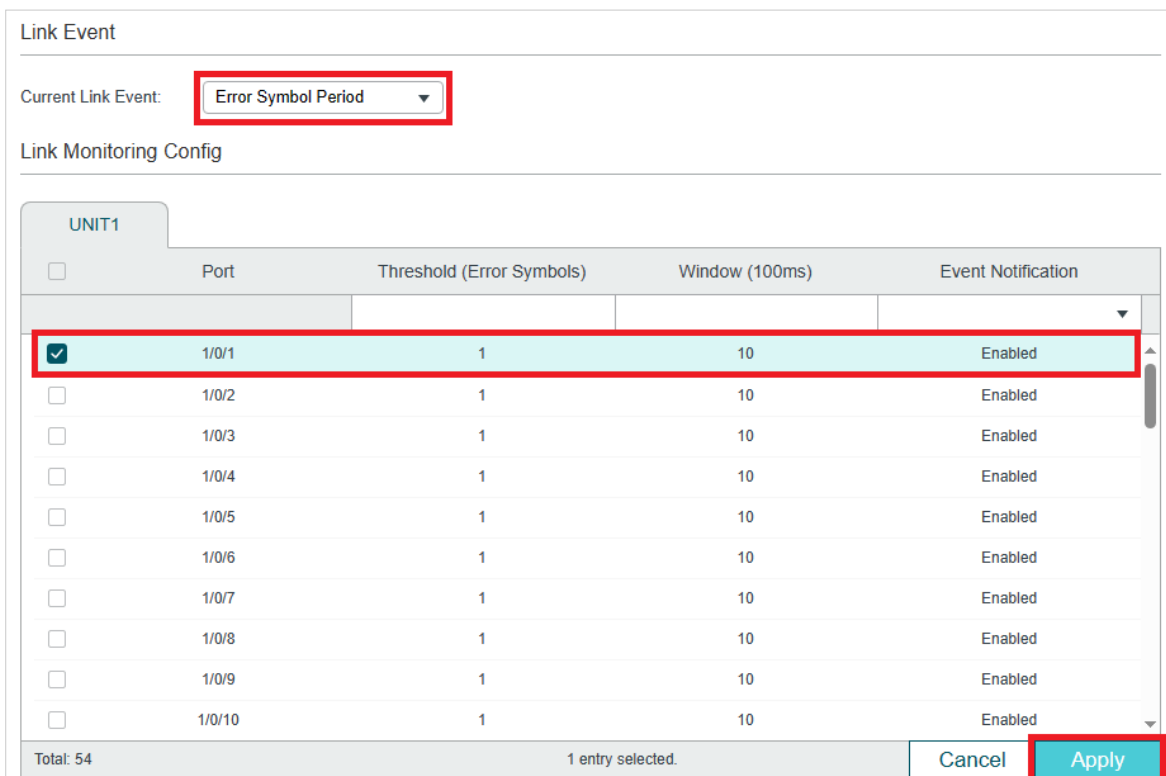 Link Event
Current Link Event: Error Symbol Period
Link Monitoring Config
UNIT1
Port Threshold (Error Symbols) Window (100ms) Event Notification
1/0/1 1 10 Enabled
1/0/2 1 10 Enabled
1/0/3 1 10 Enabled
1/0/4 1 10 Enabled
1/0/5 1 10 Enabled
1/0/6 1 10 Enabled
1/0/7 1 10 Enabled
1/0/8 1 10 Enabled
1/0/9 1 10 Enabled
1/0/10 1 10 Enabled
Total: 54 1 entry selected. Cancel Apply